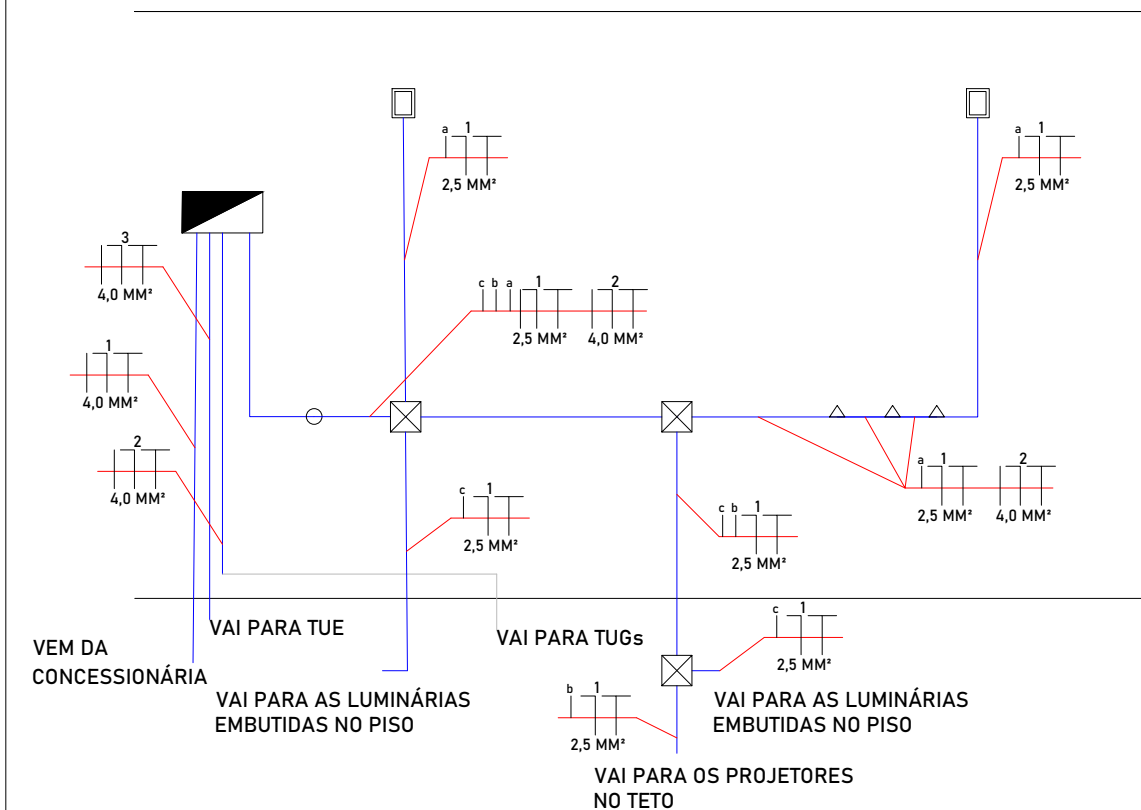 a 1
2,5 MM²
a 1
2,5 MM²
3
4,0 MM²
c b a 1 2
2,5 MM² 4,0 MM²
1
4,0 MM²
2
4,0 MM²
a 1 2
2,5 MM² 4,0 MM²
c 1
2,5 MM²
c b 1
2,5 MM²
VEM DA
CONCESSIONÁRIA
VAI PARA TUE
VAI PARA TUGs
c 1
2,5 MM²
VAI PARA AS LUMINÁRIAS
EMBUTIDAS NO PISO
b 1
2,5 MM²
VAI PARA AS LUMINÁRIAS
EMBUTIDAS NO PISO
VAI PARA OS PROJETORES
NO TETO